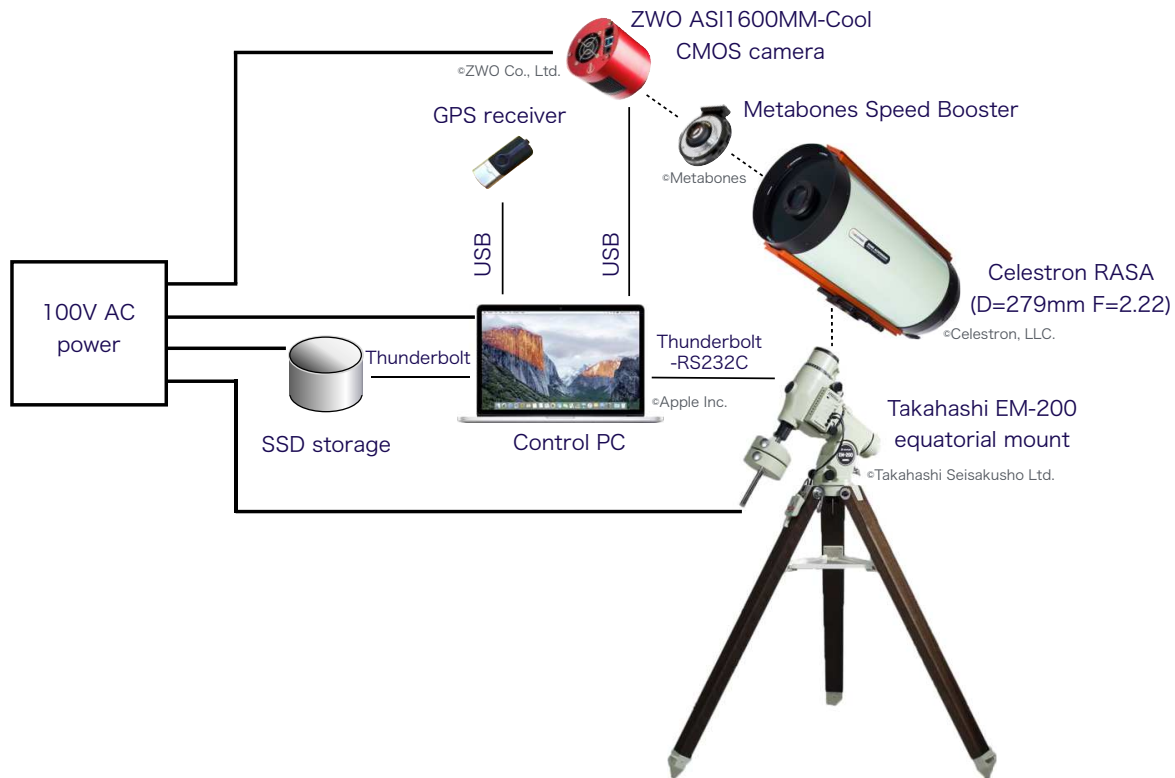 ZWO ASI1600MM-Cool
CMOS camera
©ZWO Co., Ltd.
GPS receiver
Metabones Speed Booster
©Metabones
USB
USB
Celestron RASA
(D=279mm F=2.22)
©Celestron, LLC.
100V AC
power
Thunderbolt
Thunderbolt
-RS232C
©Apple Inc.
SSD storage
Control PC
Takahashi EM-200
equatorial mount
©Takahashi Seisakusho Ltd.
EM-200